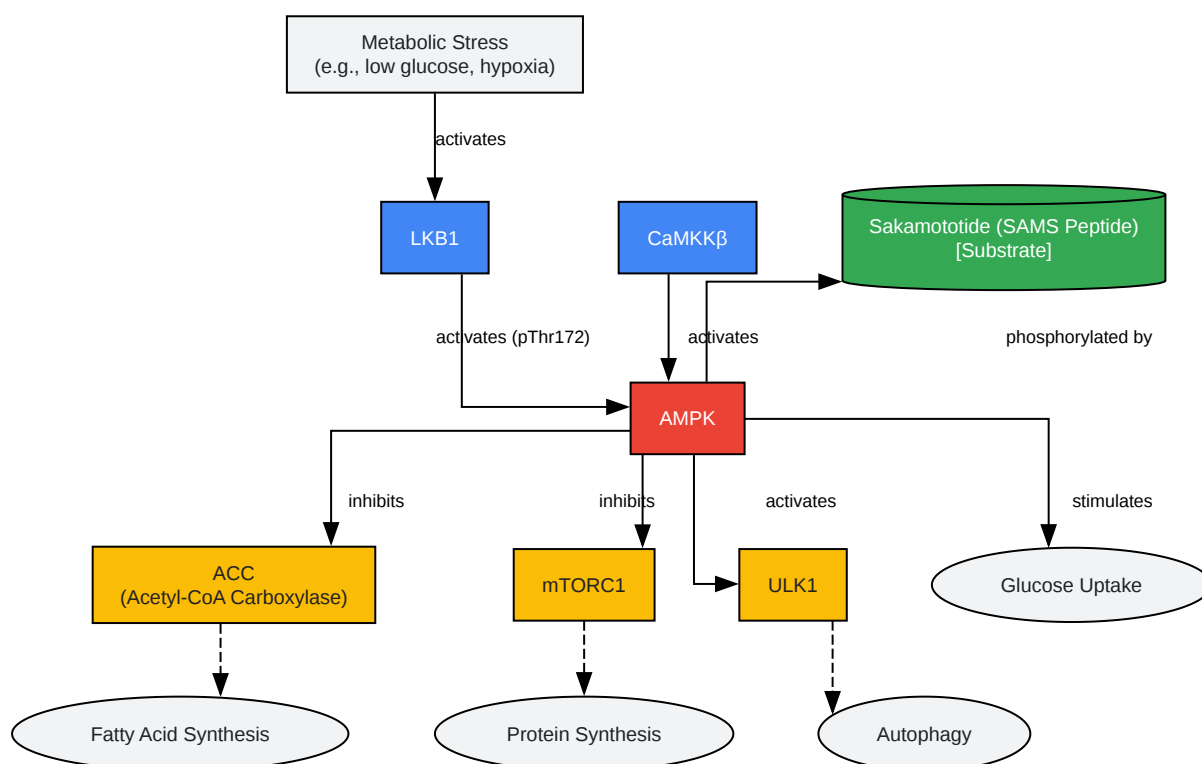 Metabolic Stress
(e.g., low glucose, hypoxia)
activates
LKB1
CaMKKβ
Sakamototide (SAMS Peptide)
[Substrate]
activates (pThr172)
activates
phosphorylated by
AMPK
inhibits
inhibits
activates
stimulates
ACC
(Acetyl-CoA Carboxylase)
mTORC1
ULK1
Glucose Uptake
Fatty Acid Synthesis
Protein Synthesis
Autophagy